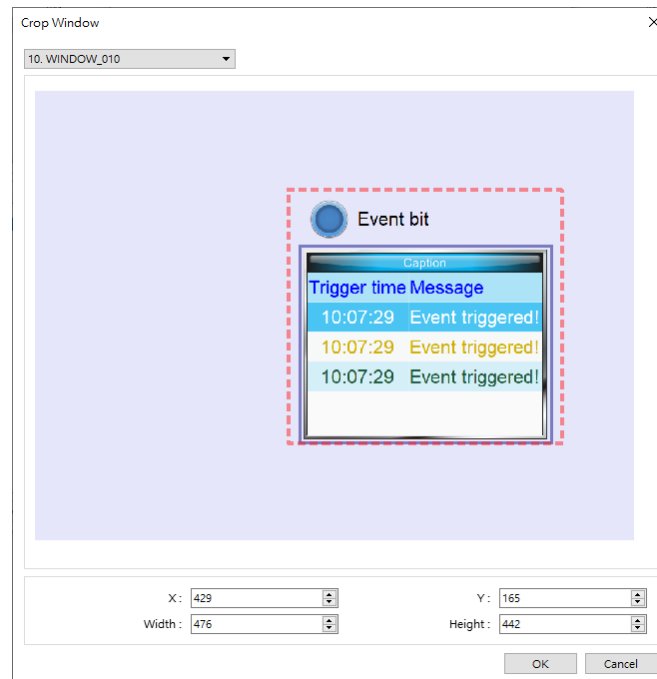 Crop Window
10. WINDOW_010
Event bit
Caption
Trigger time Message
10:07:29 Event triggered!
10:07:29 Event triggered!
10:07:29 Event triggered!
X : 429 Y : 165
Width : 476 Height : 442
OK Cancel